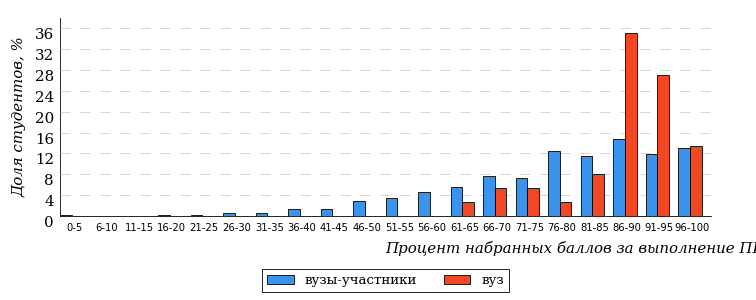 Доля студентов, %
36
32
28
24
20
16
12
8
4
0
0-5 6-10 11-15 16-20 21-25 26-30 31-35 36-40 41-45 46-50 51-55 56-60 61-65 66-70 71-75 76-80 81-85 86-90 91-95 96-100
Процент набранных баллов за выполнение
вузы-участники вуз